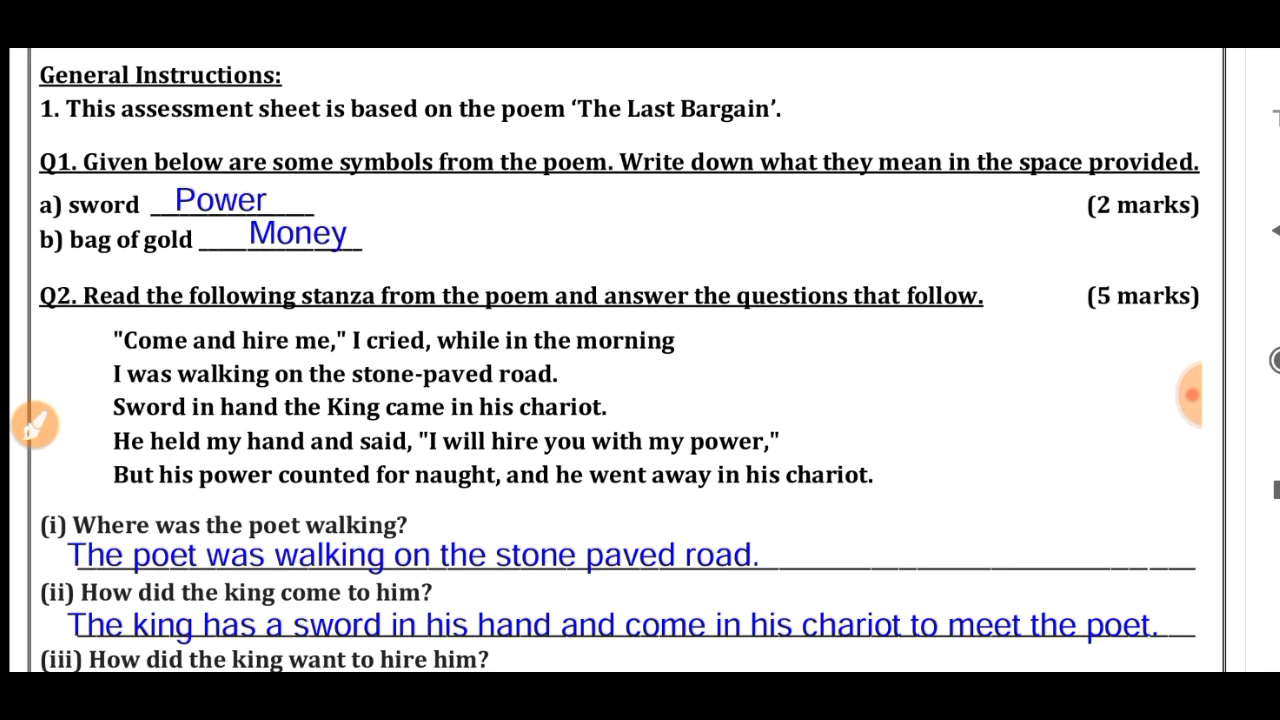 General Instructions:
1. This assessment sheet is based on the poem ‘The Last Bargain’.
Q1. Given below are some symbols from the poem. Write down what they mean in the space provided.
a) sword Power (2 marks)
b) bag of gold Money
Q2. Read the following stanza from the poem and answer the questions that follow. (5 marks)
"Come and hire me," I cried, while in the morning
I was walking on the stone-paved road.
Sword in hand the King came in his chariot.
He held my hand and said, "I will hire you with my power,"
But his power counted for naught, and he went away in his chariot.
(i) Where was the poet walking?
The poet was walking on the stone paved road.
(ii) How did the king come to him?
The king has a sword in his hand and come in his chariot to meet the poet.
(iii) How did the king want to hire him?